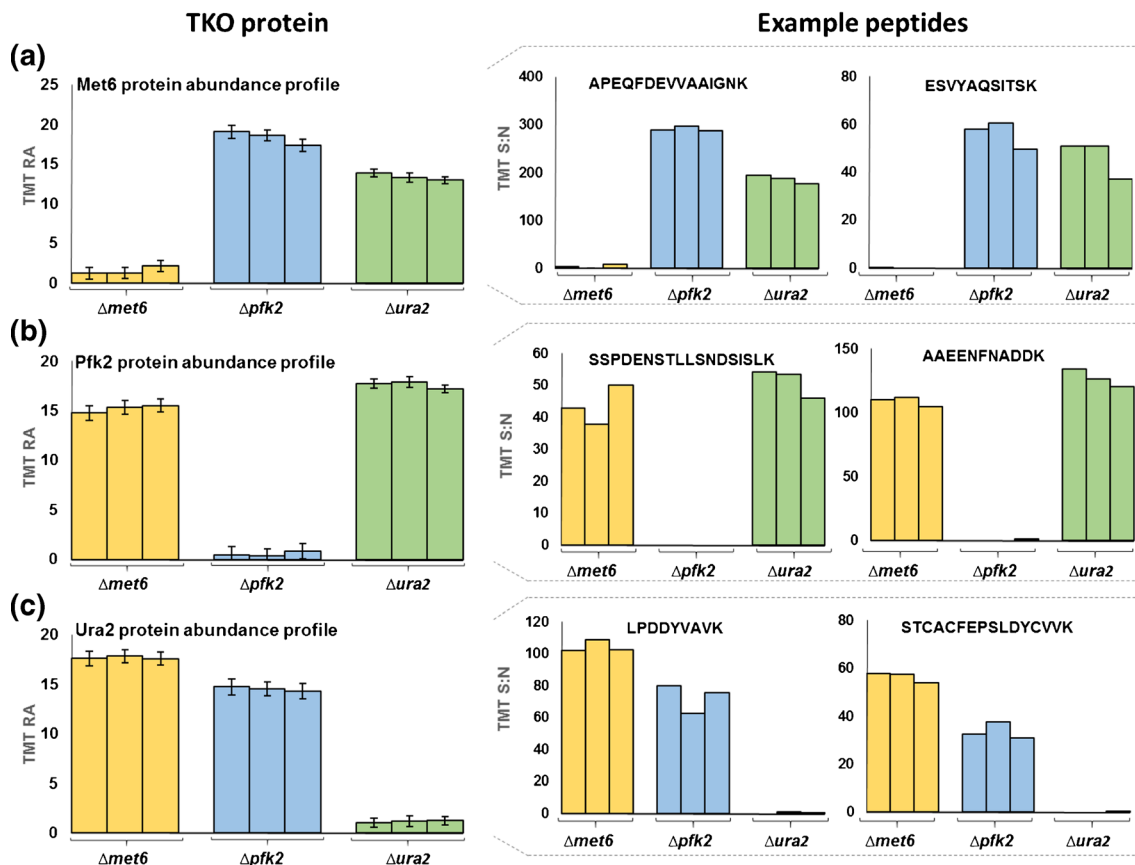 TKO protein
Example peptides
(a)
Met6 protein abundance profile
TMT RA
25
20
15
10
5
0
Δmet6 Δpfk2 Δura2
APEQFDEVVAAIGNK
TMT S:N
400
300
200
100
0
Δmet6 Δpfk2 Δura2
ESVYAQSITSK
80
60
40
20
0
Δmet6 Δpfk2 Δura2
(b)
Pfk2 protein abundance profile
TMT RA
20
15
10
5
0
Δmet6 Δpfk2 Δura2
SSPDENSTLLSNDSISLK
TMT S:N
60
50
40
30
20
10
0
Δmet6 Δpfk2 Δura2
AAEENFNADDK
150
100
50
0
Δmet6 Δpfk2 Δura2
(c)
Ura2 protein abundance profile
TMT RA
20
15
10
5
0
Δmet6 Δpfk2 Δura2
LPDDYVAVK
TMT S:N
120
100
80
60
40
20
0
Δmet6 Δpfk2 Δura2
STCACFEPSLDYCVVK
80
60
40
20
0
Δmet6 Δpfk2 Δura2